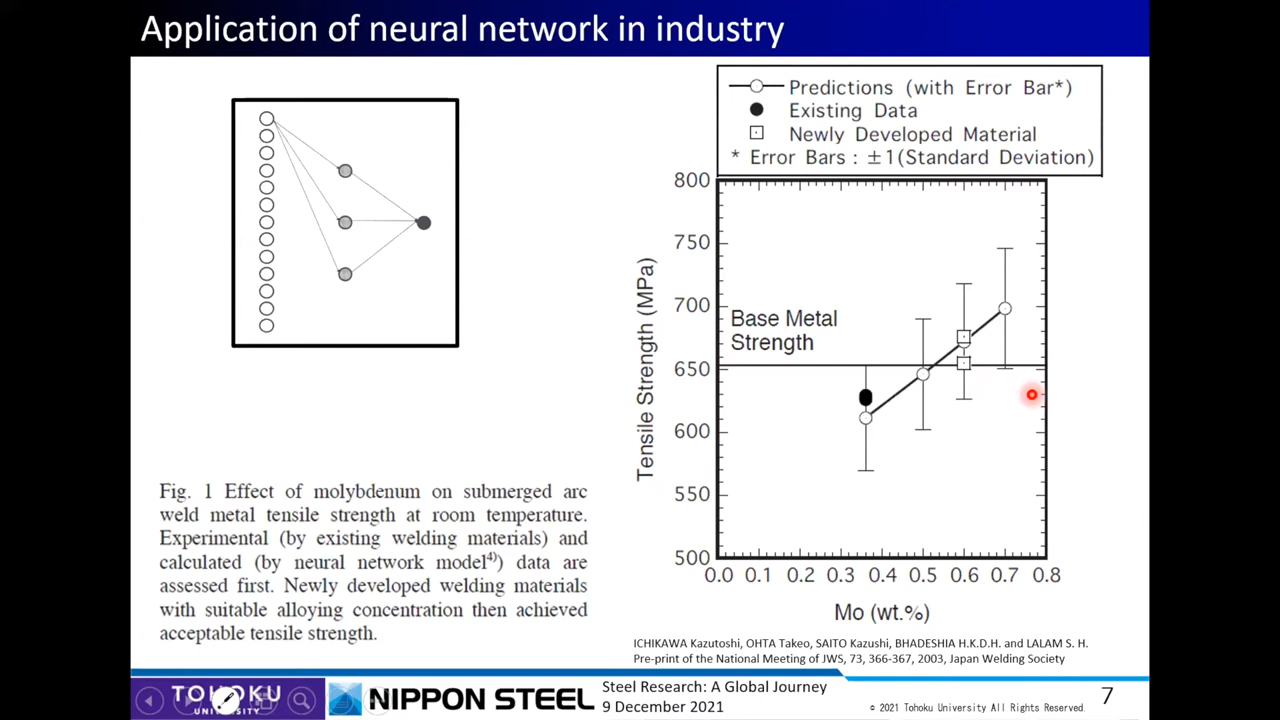 Application of neural network in industry
Predictions (with Error Bar*)
Existing Data
Newly Developed Material
* Error Bars : ±1(Standard Deviation)
800
750
700
650
600
550
500
Tensile Strength (MPa)
Base Metal
Strength
0.0 0.1 0.2 0.3 0.4 0.5 0.6 0.7 0.8
Mo (wt.%)
Fig. 1 Effect of molybdenum on submerged arc
weld metal tensile strength at room temperature.
Experimental (by existing welding materials) and
calculated (by neural network model4)) data are
assessed first. Newly developed welding materials
with suitable alloying concentration then achieved
acceptable tensile strength.
ICHIKAWA Kazutoshi, OHTA Takeo, SAITO Kazushi, BHADESHIA H.K.D.H. and LALAM S. H.
Pre-print of the National Meeting of JWS, 73, 366-367, 2003, Japan Welding Society
TOHOKU
UNIVERSITY
NIPPON STEEL
Steel Research: A Global Journey
9 December 2021
7
© 2021 Tohoku University All Rights Reserved.